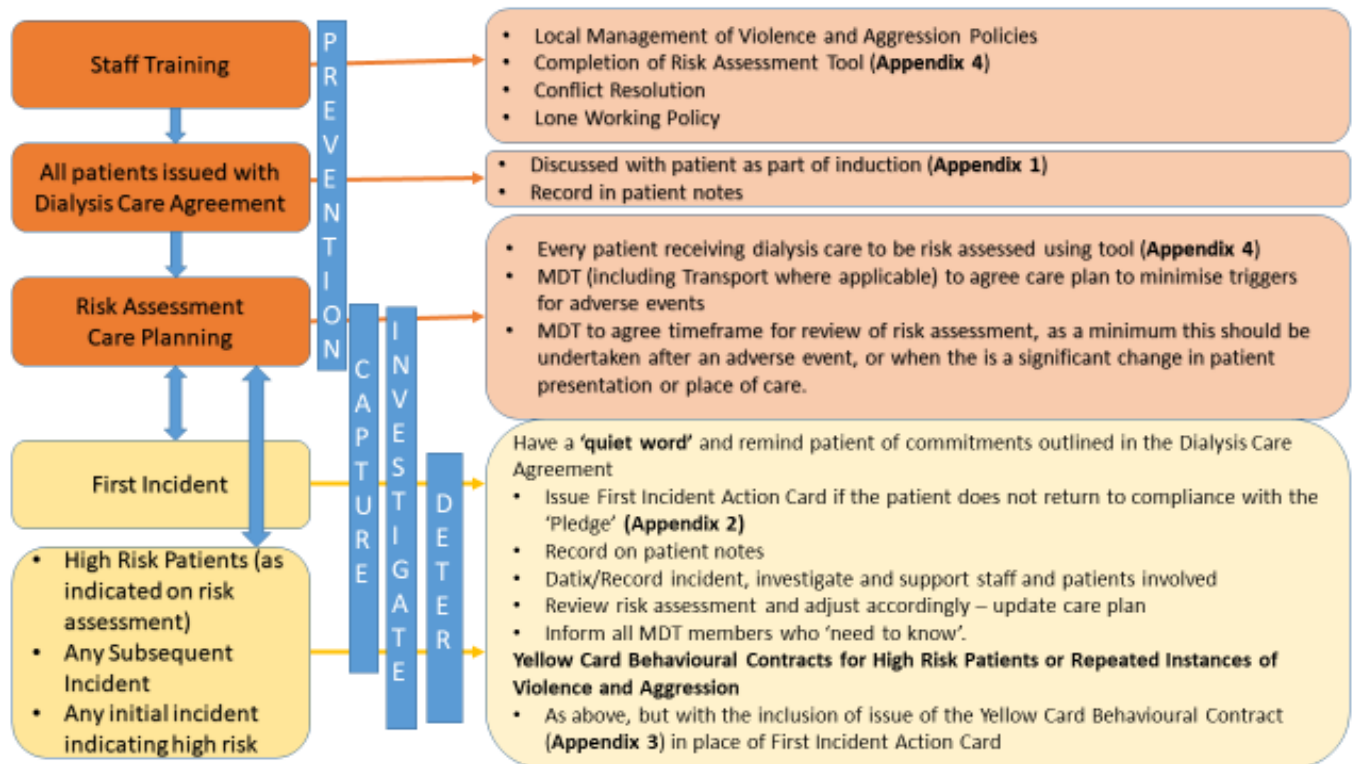 Staff Training
PREVENTION
• Local Management of Violence and Aggression Policies
• Completion of Risk Assessment Tool (Appendix 4)
• Conflict Resolution
• Lone Working Policy
All patients issued with
Dialysis Care Agreement
• Discussed with patient as part of induction (Appendix 1)
• Record in patient notes
Risk Assessment
Care Planning
• Every patient receiving dialysis care to be risk assessed using tool (Appendix 4)
• MDT (including Transport where applicable) to agree care plan to minimise triggers
for adverse events
• MDT to agree timeframe for review of risk assessment, as a minimum this should be
undertaken after an adverse event, or when the is a significant change in patient
presentation or place of care.
CAPTURE
INVESTIGATE
DETER
First Incident
• High Risk Patients (as
indicated on risk
assessment)
• Any Subsequent
Incident
• Any initial incident
indicating high risk
Have a ‘quiet word’ and remind patient of commitments outlined in the Dialysis Care
Agreement
• Issue First Incident Action Card if the patient does not return to compliance with the
‘Pledge’ (Appendix 2)
• Record on patient notes
• Datix/Record incident, investigate and support staff and patients involved
• Review risk assessment and adjust accordingly – update care plan
• Inform all MDT members who ‘need to know’.
Yellow Card Behavioural Contracts for High Risk Patients or Repeated Instances of
Violence and Aggression
• As above, but with the inclusion of issue of the Yellow Card Behavioural Contract
(Appendix 3) in place of First Incident Action Card